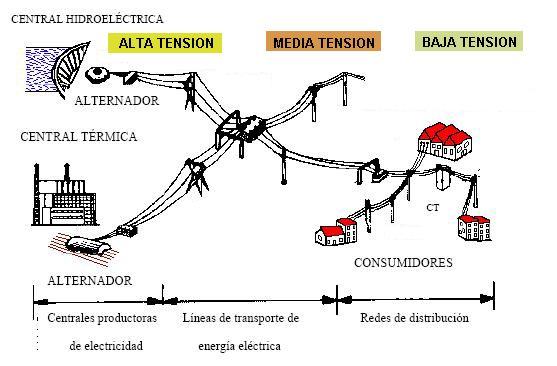 CENTRAL HIDROELÉCTRICA
ALTA TENSION
MEDIA TENSION
BAJA TENSION
ALTERNADOR
CENTRAL TÉRMICA
CT
CONSUMIDORES
ALTERNADOR
Centrales productoras
de electricidad
Líneas de transporte de
energía eléctrica
Redes de distribución